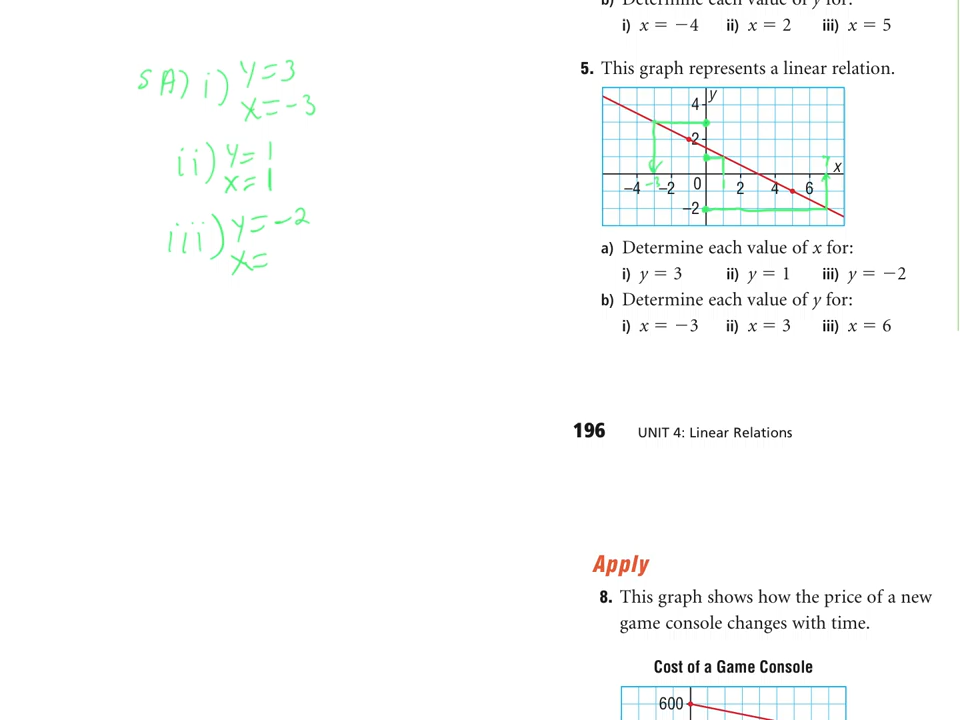 b) Determine each value of y for:
i) x = −4 ii) x = 2 iii) x = 5
5. This graph represents a linear relation.
4 y
2
7 x
−4 −3 −2 0 1 2 4 6
−2
a) Determine each value of x for:
i) y = 3 ii) y = 1 iii) y = −2
b) Determine each value of y for:
i) x = −3 ii) x = 3 iii) x = 6
5 A) i) y = 3
x = −3
ii) y = 1
x = 1
iii) y = −2
x =
196 UNIT 4: Linear Relations
Apply
8. This graph shows how the price of a new
game console changes with time.
Cost of a Game Console
600